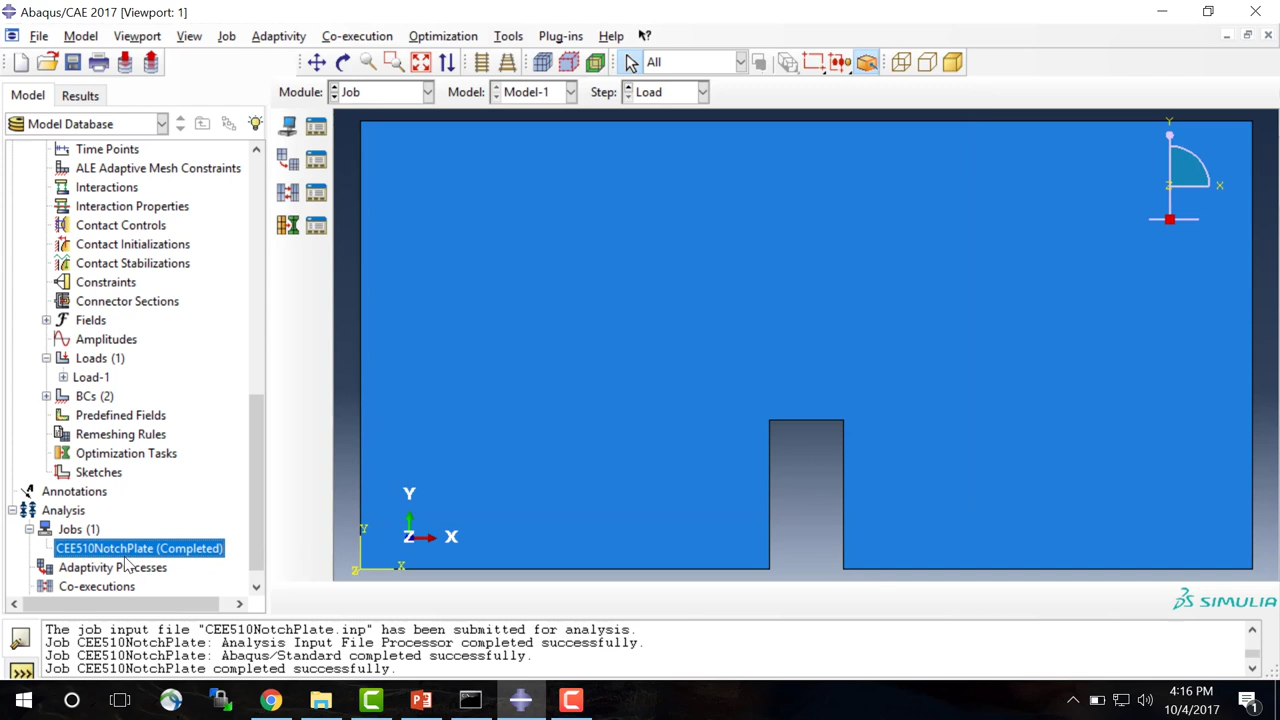 Abaqus/CAE 2017 [Viewport: 1]
File Model Viewport View Job Adaptivity Co-execution Optimization Tools Plug-ins Help
All
Model Results
Module: Job Model: Model-1 Step: Load
Model Database
Time Points
ALE Adaptive Mesh Constraints
Interactions
Interaction Properties
Contact Controls
Contact Initializations
Contact Stabilizations
Constraints
Connector Sections
Fields
Amplitudes
Loads (1)
Load-1
BCs (2)
Predefined Fields
Remeshing Rules
Optimization Tasks
Sketches
Annotations
Analysis
Jobs (1)
CEE510NotchPlate (Completed)
Adaptivity Processes
Co-executions
Y
Z X
Y
Z X
Y
Z X
SIMULIA
The job input file "CEE510NotchPlate.inp" has been submitted for analysis.
Job CEE510NotchPlate: Analysis Input File Processor completed successfully.
Job CEE510NotchPlate: Abaqus/Standard completed successfully.
Job CEE510NotchPlate completed successfully.
>>>
4:16 PM
10/4/2017
1